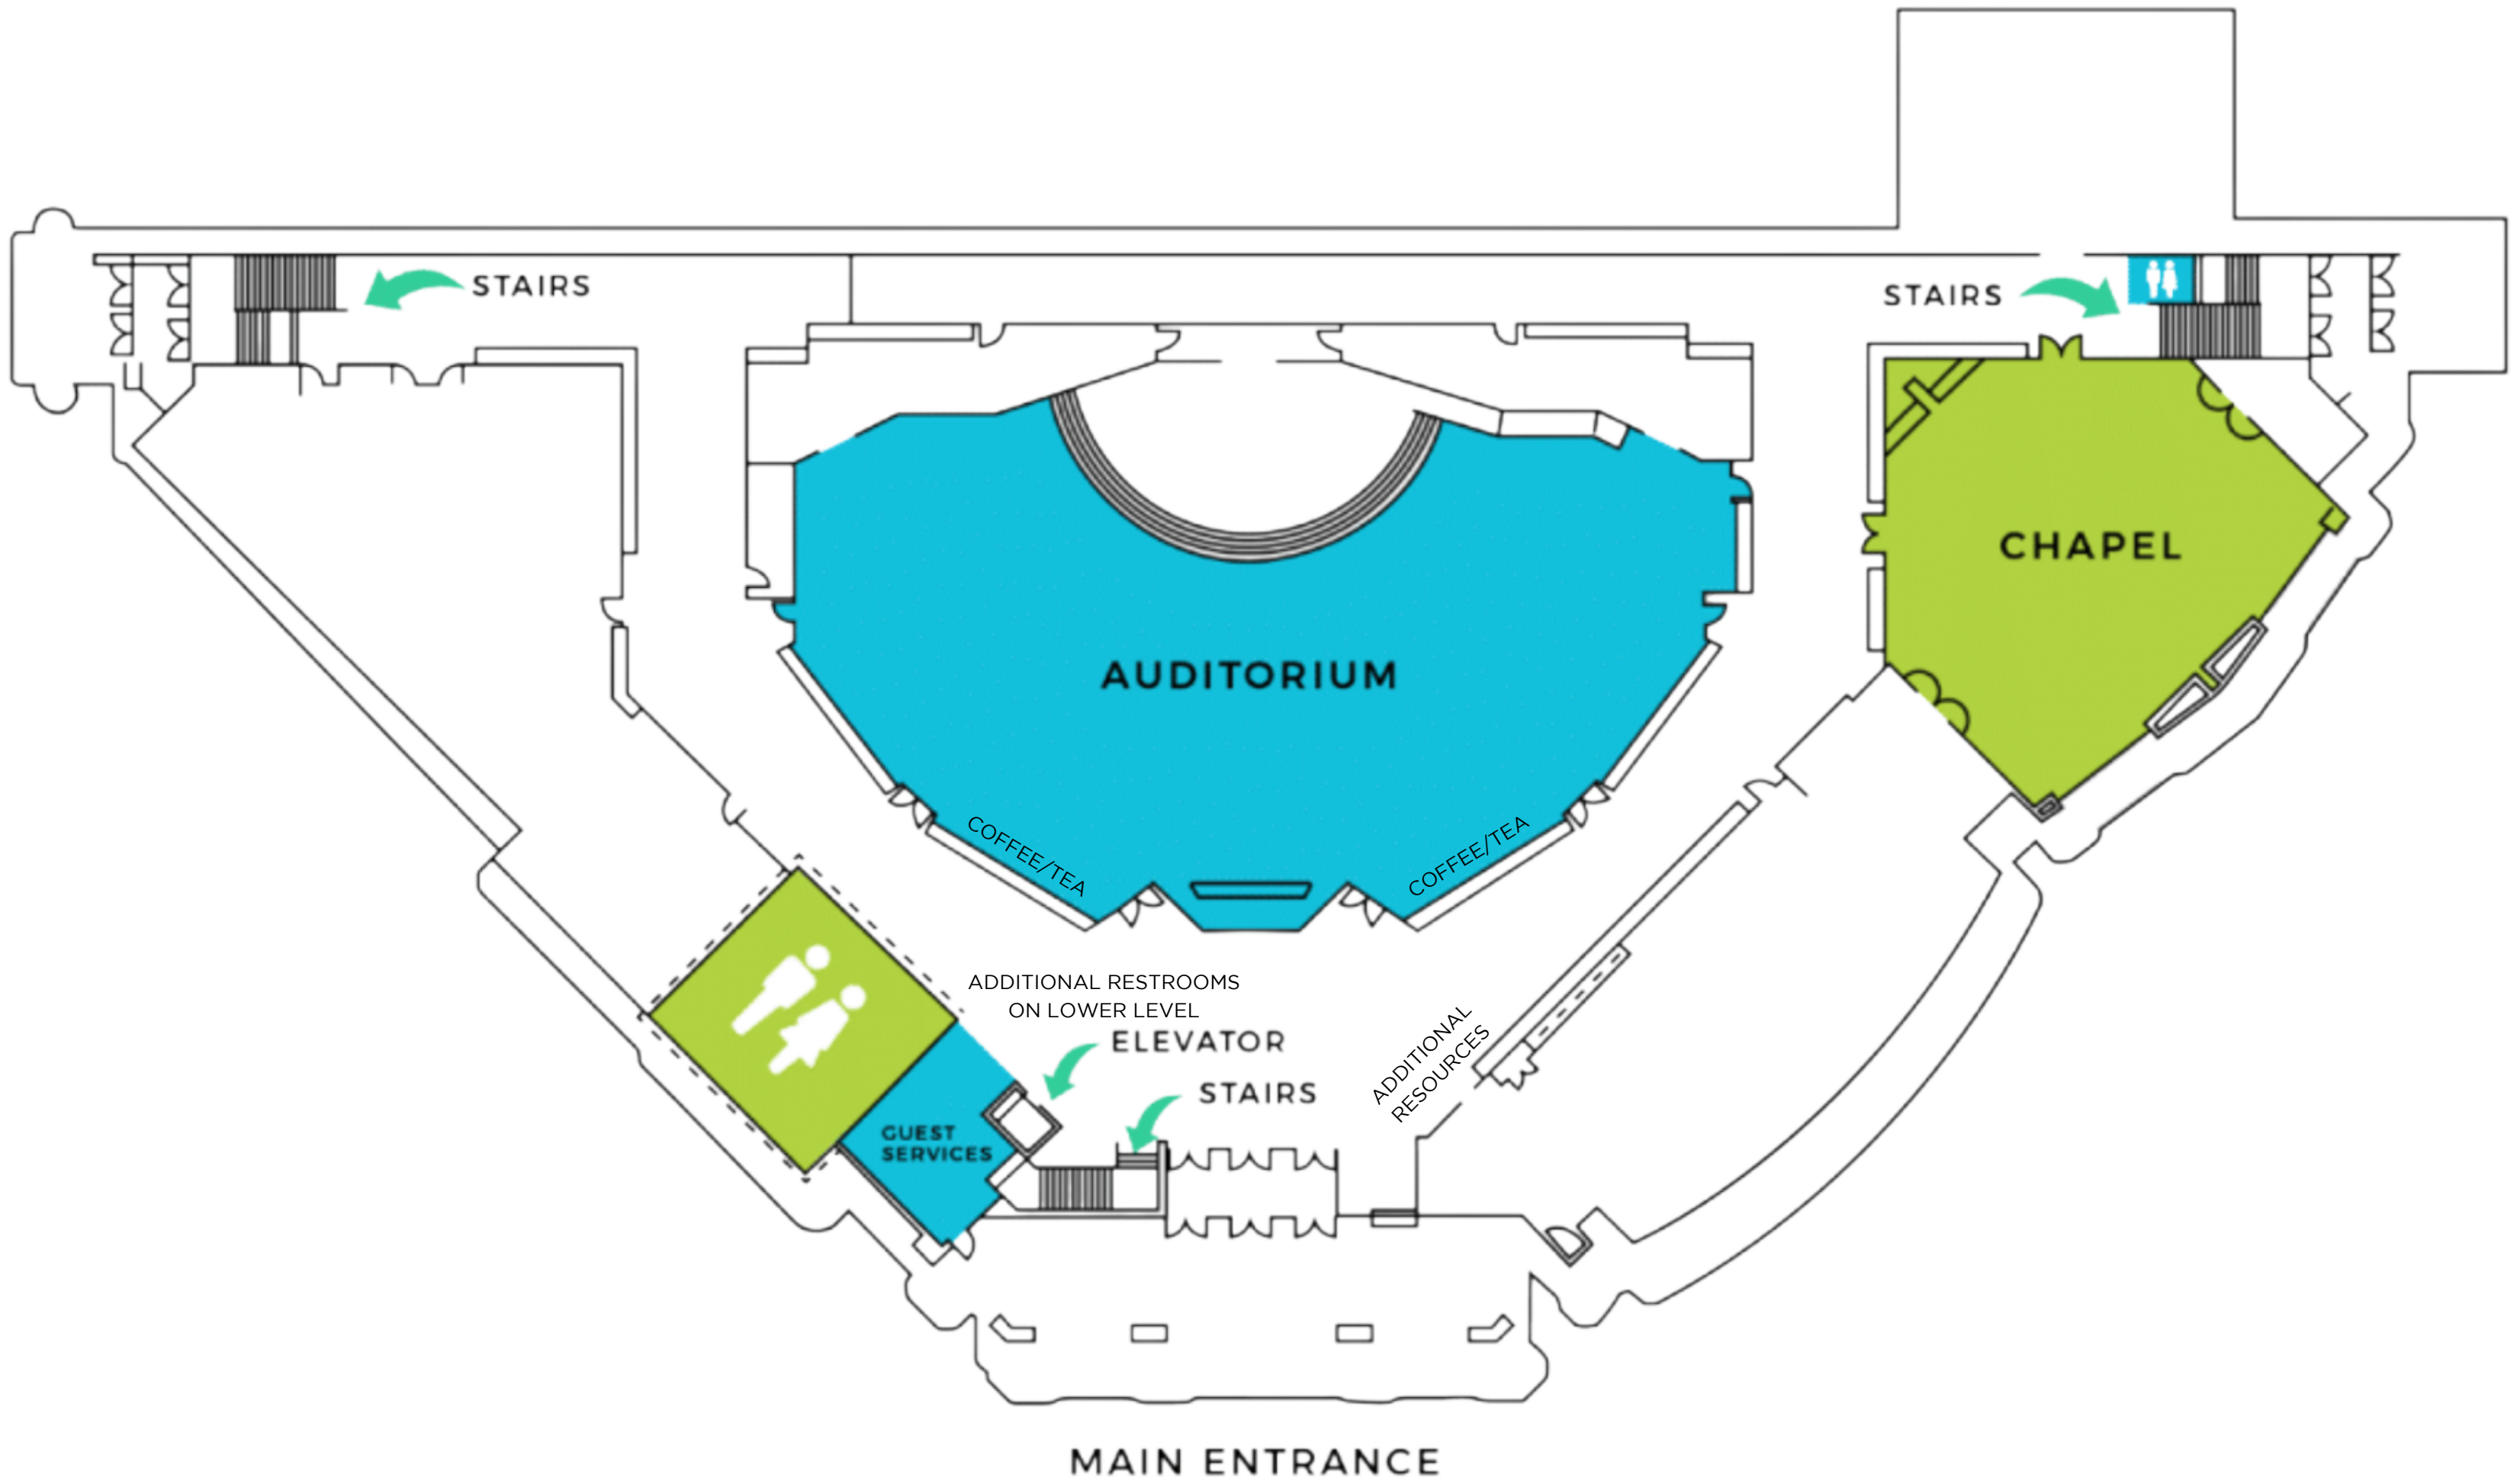 STAIRS
STAIRS
CHAPEL
AUDITORIUM
COFFEE/TEA
COFFEE/TEA
ADDITIONAL RESTROOMS
ON LOWER LEVEL
ELEVATOR
STAIRS
ADDITIONAL
RESOURCES
GUEST
SERVICES
MAIN ENTRANCE